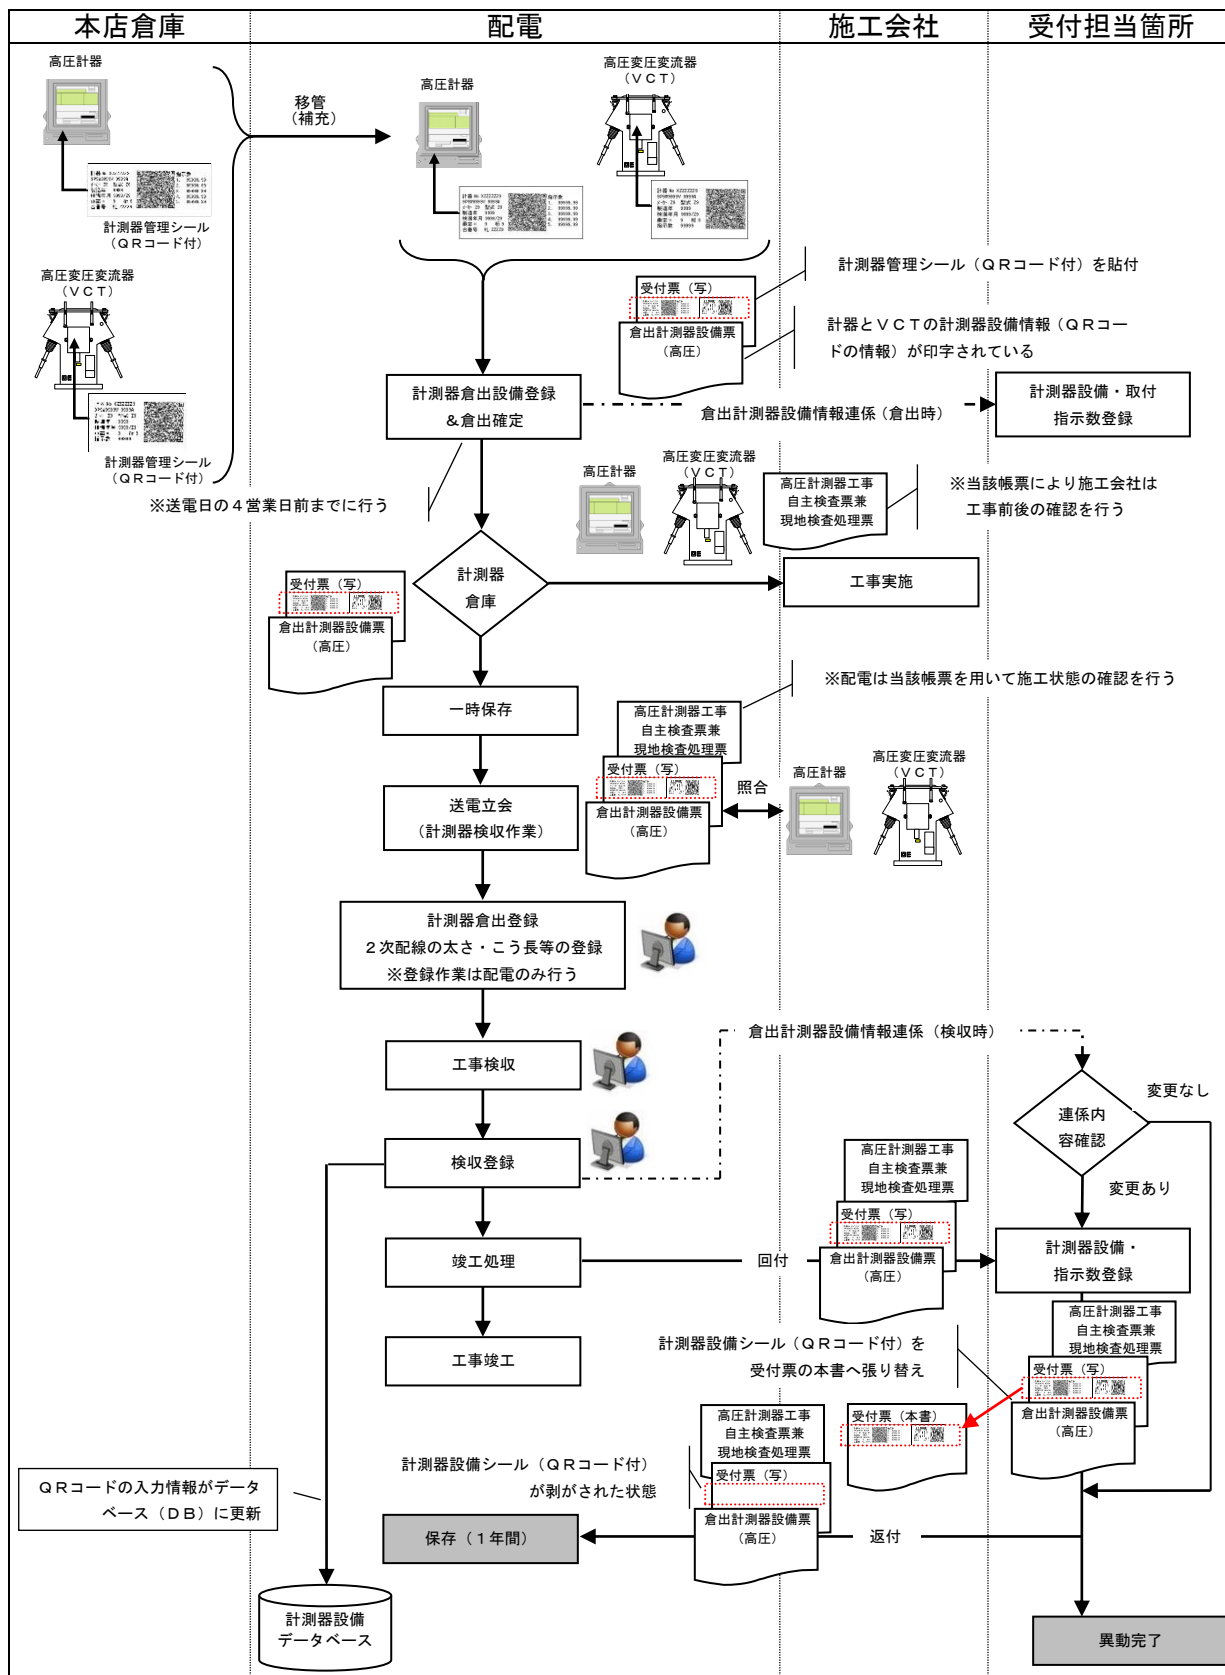 本店倉庫
配電
施工会社
受付担当箇所
高圧計器
移管
（補充）
高圧計器
高圧変圧変流器
（ＶＣＴ）
計測器管理シール
（ＱＲコード付）
高圧変圧変流器
（ＶＣＴ）
計測器管理シール
（ＱＲコード付）
受付票（写）
倉出計測器設備票
（高圧）
計測器管理シール（ＱＲコード付）を貼付
計器とＶＣＴの計測器設備情報（ＱＲコー
ドの情報）が印字されている
計測器倉出設備登録
＆倉出確定
倉出計測器設備情報連係（倉出時）
計測器設備・取付
指示数登録
※送電日の４営業日前までに行う
高圧計器
高圧変圧変流器
（ＶＣＴ）
高圧計測器工事
自主検査票兼
現地検査処理票
※当該帳票により施工会社は
工事前後の確認を行う
計測器
倉庫
工事実施
受付票（写）
倉出計測器設備票
（高圧）
一時保存
※配電は当該帳票を用いて施工状態の確認を行う
高圧計測器工事
自主検査票兼
現地検査処理票
受付票（写）
倉出計測器設備票
（高圧）
照合
高圧計器
高圧変圧変流器
（ＶＣＴ）
送電立会
（計測器検収作業）
計測器倉出登録
２次配線の太さ・こう長等の登録
※登録作業は配電のみ行う
工事検収
倉出計測器設備情報連係（検収時）
連係内
容確認
変更なし
変更あり
検収登録
高圧計測器工事
自主検査票兼
現地検査処理票
受付票（写）
倉出計測器設備票
（高圧）
竣工処理
回付
計測器設備・
指示数登録
工事竣工
計測器設備シール（ＱＲコード付）を
受付票の本書へ張り替え
高圧計測器工事
自主検査票兼
現地検査処理票
受付票（写）
倉出計測器設備票
（高圧）
受付票（本書）
高圧計測器工事
自主検査票兼
現地検査処理票
受付票（写）
倉出計測器設備票
（高圧）
計測器設備シール（ＱＲコード付）
が剥がされた状態
ＱＲコードの入力情報がデータ
ベース（ＤＢ）に更新
保存（１年間）
返付
計測器設備
データベース
異動完了